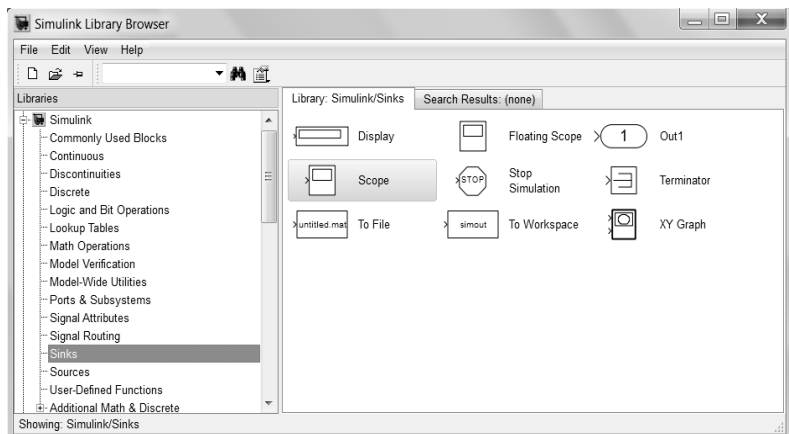 Simulink Library Browser
File Edit View Help
Libraries
Library: Simulink/Sinks
Search Results: (none)
Simulink
Commonly Used Blocks
Continuous
Discontinuities
Discrete
Logic and Bit Operations
Lookup Tables
Math Operations
Model Verification
Model-Wide Utilities
Ports & Subsystems
Signal Attributes
Signal Routing
Sinks
Sources
User-Defined Functions
Additional Math & Discrete
Display
Floating Scope
1
Out1
Scope
STOP
Stop
Simulation
Terminator
untitled.mat
To File
simout
To Workspace
XY Graph
Showing: Simulink/Sinks